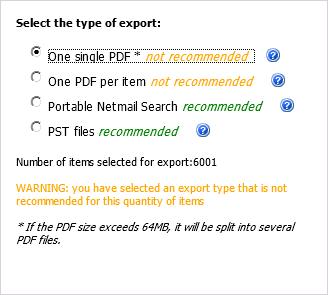 Select the type of export:
One single PDF * not recommended
One PDF per item not recommended
Portable Netmail Search recommended
PST files recommended
Number of items selected for export:6001
WARNING: you have selected an export type that is not
recommended for this quantity of items
* If the PDF size exceeds 64MB, it will be split into several
PDF files.